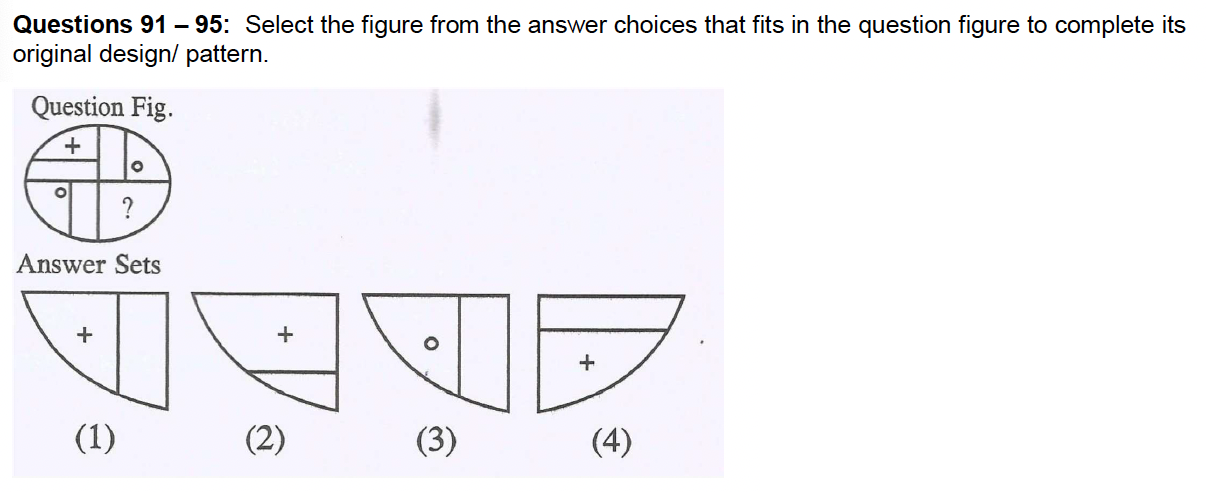 Questions 91 – 95: Select the figure from the answer choices that fits in the question figure to complete its
original design/ pattern.
Question Fig.
+
o
o
?
Answer Sets
+ + o +
(1) (2) (3) (4)